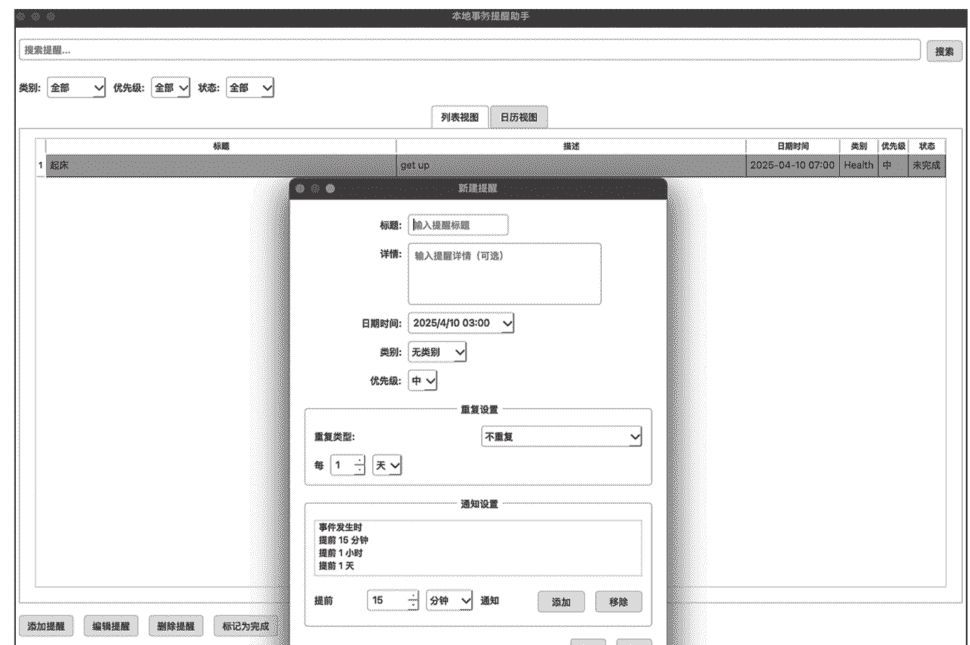 本地事务提醒助手
搜索提醒... 搜索
类别: 全部 优先级: 全部 状态: 全部
列表视图 日历视图
标题 描述 日期时间 类别 优先级 状态
1 起床 get up 2025-04-10 07:00 Health 中 未完成
新建提醒
标题: 输入提醒标题
详情: 输入提醒详情（可选）
日期时间: 2025/4/10 03:00
类别: 无类别
优先级: 中
重复设置
重复类型: 不重复
每 1 天
通知设置
事件发生时
提前 15 分钟
提前 1 小时
提前 1 天
提前 15 分钟 通知 添加 移除
添加提醒 编辑提醒 删除提醒 标记为完成